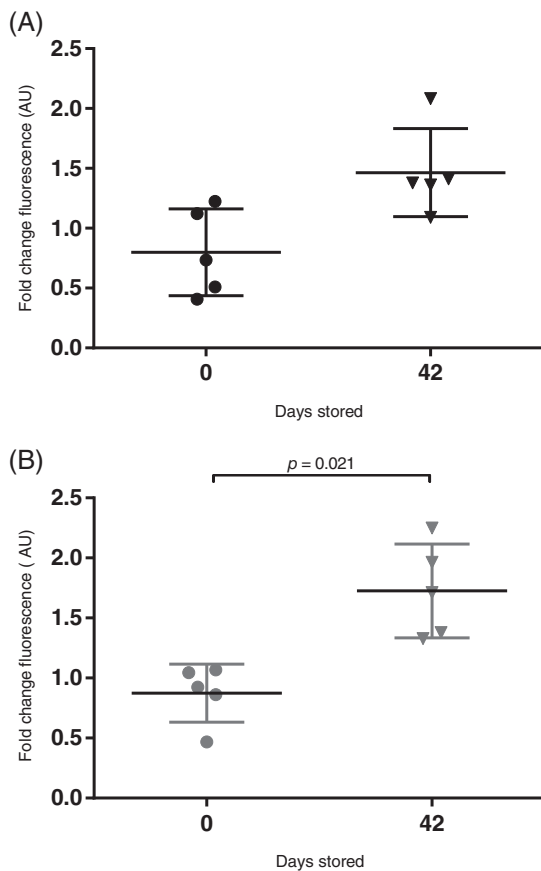 (A)
2.5
2.0
1.5
1.0
0.5
0.0
Fold change fluorescence (AU)
0 42
Days stored
(B)
p = 0.021
2.5
2.0
1.5
1.0
0.5
0.0
Fold change fluorescence ( AU)
0 42
Days stored